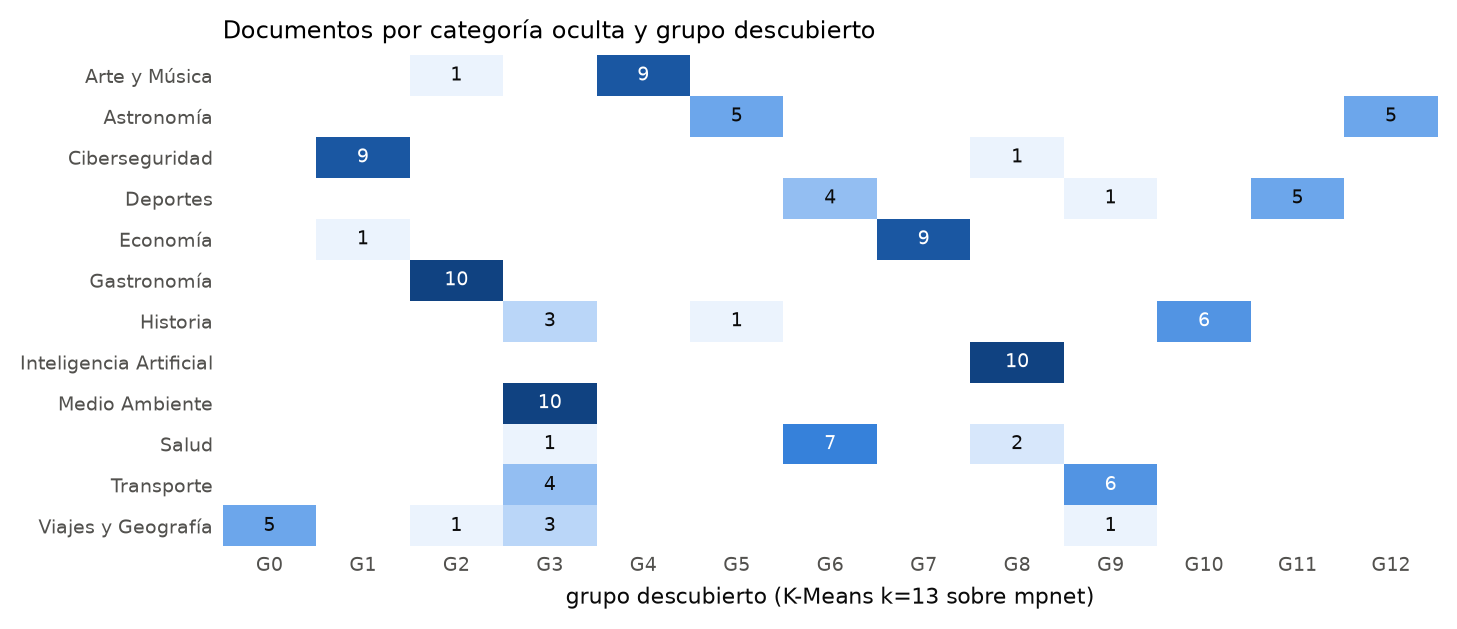 Documentos por categoría oculta y grupo descubierto
Arte y Música 1 9
Astronomía 5 5
Ciberseguridad 9 1
Deportes 4 1 5
Economía 1 9
Gastronomía 10
Historia 3 1 6
Inteligencia Artificial 10
Medio Ambiente 10
Salud 1 7 2
Transporte 4 6
Viajes y Geografía 5 1 3 1
G0 G1 G2 G3 G4 G5 G6 G7 G8 G9 G10 G11 G12
grupo descubierto (K-Means k=13 sobre mpnet)